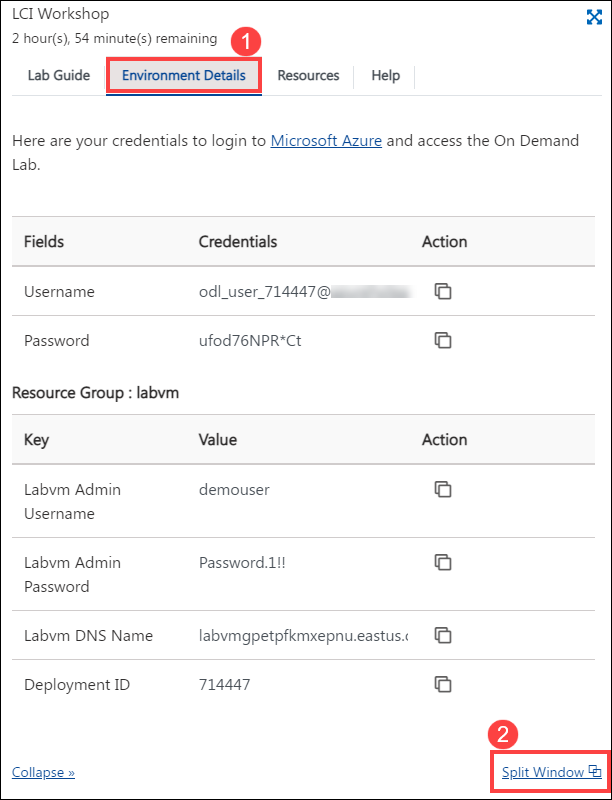 LCI Workshop
2 hour(s), 54 minute(s) remaining
1
Lab Guide Environment Details Resources Help
Here are your credentials to login to Microsoft Azure and access the On Demand
Lab.
Fields Credentials Action
Username odl_user_714447@
Password ufod76NPR*Ct
Resource Group : labvm
Key Value Action
Labvm Admin demouser
Username
Labvm Admin Password.1!!
Password
Labvm DNS Name labvmgpetpfkmxepnu.eastus.c
Deployment ID 714447
2
Collapse » Split Window